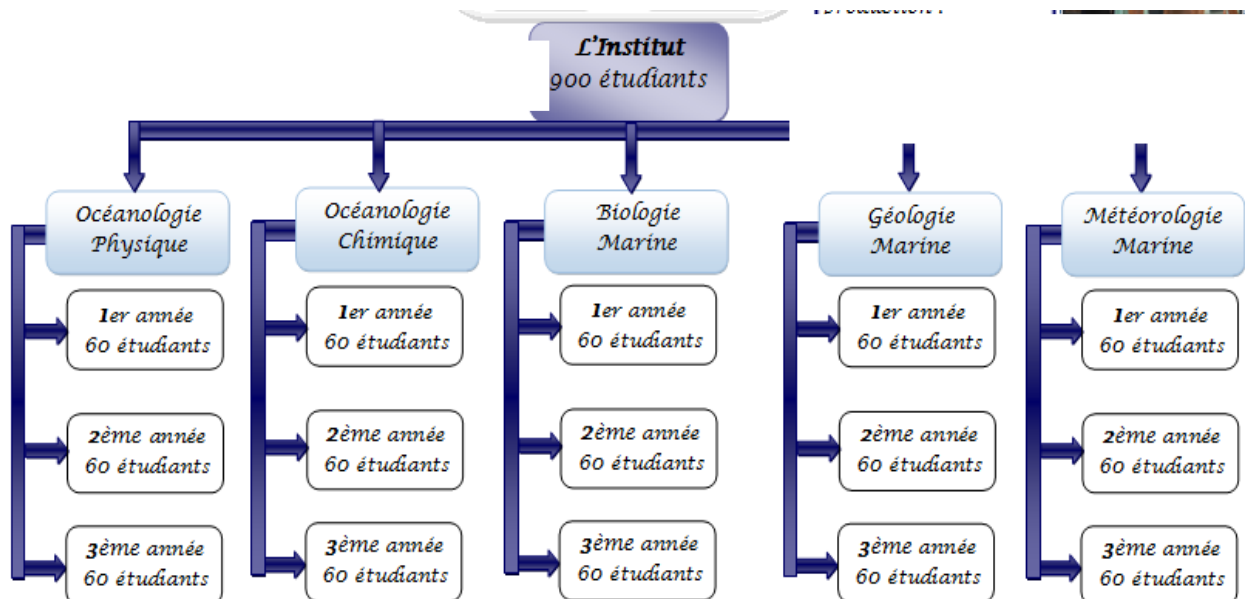 L'Institut
900 étudiants
Océanologie
Physique
1er année
60 étudiants
2ème année
60 étudiants
3ème année
60 étudiants
Océanologie
Chimique
1er année
60 étudiants
2ème année
60 étudiants
3ème année
60 étudiants
Biologie
Marine
1er année
60 étudiants
2ème année
60 étudiants
3ème année
60 étudiants
Géologie
Marine
1er année
60 étudiants
2ème année
60 étudiants
3ème année
60 étudiants
Météorologie
Marine
1er année
60 étudiants
2ème année
60 étudiants
3ème année
60 étudiants